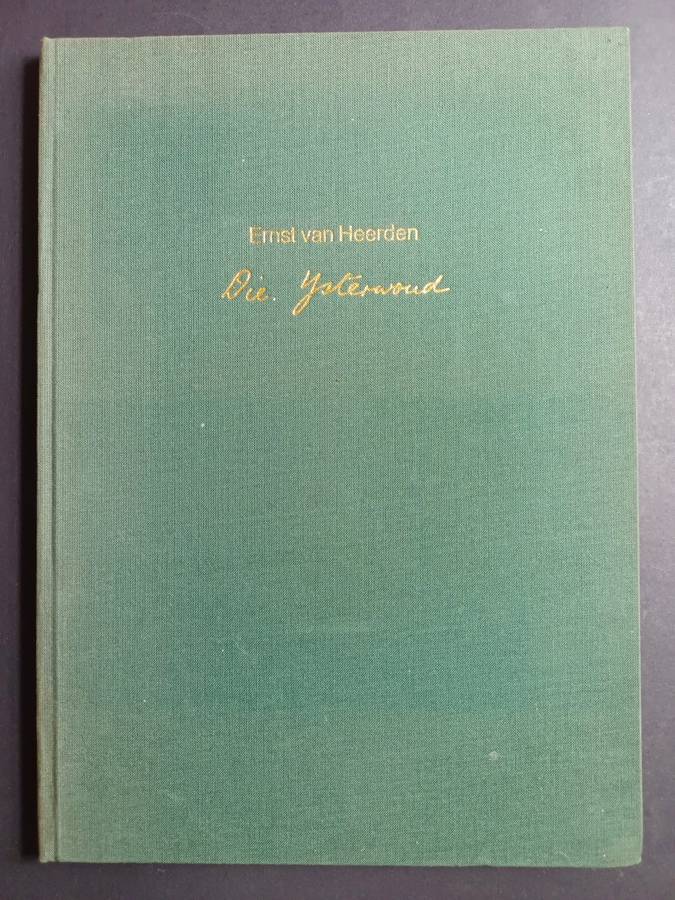 Ernst van Heerden
Die Ysterwoud